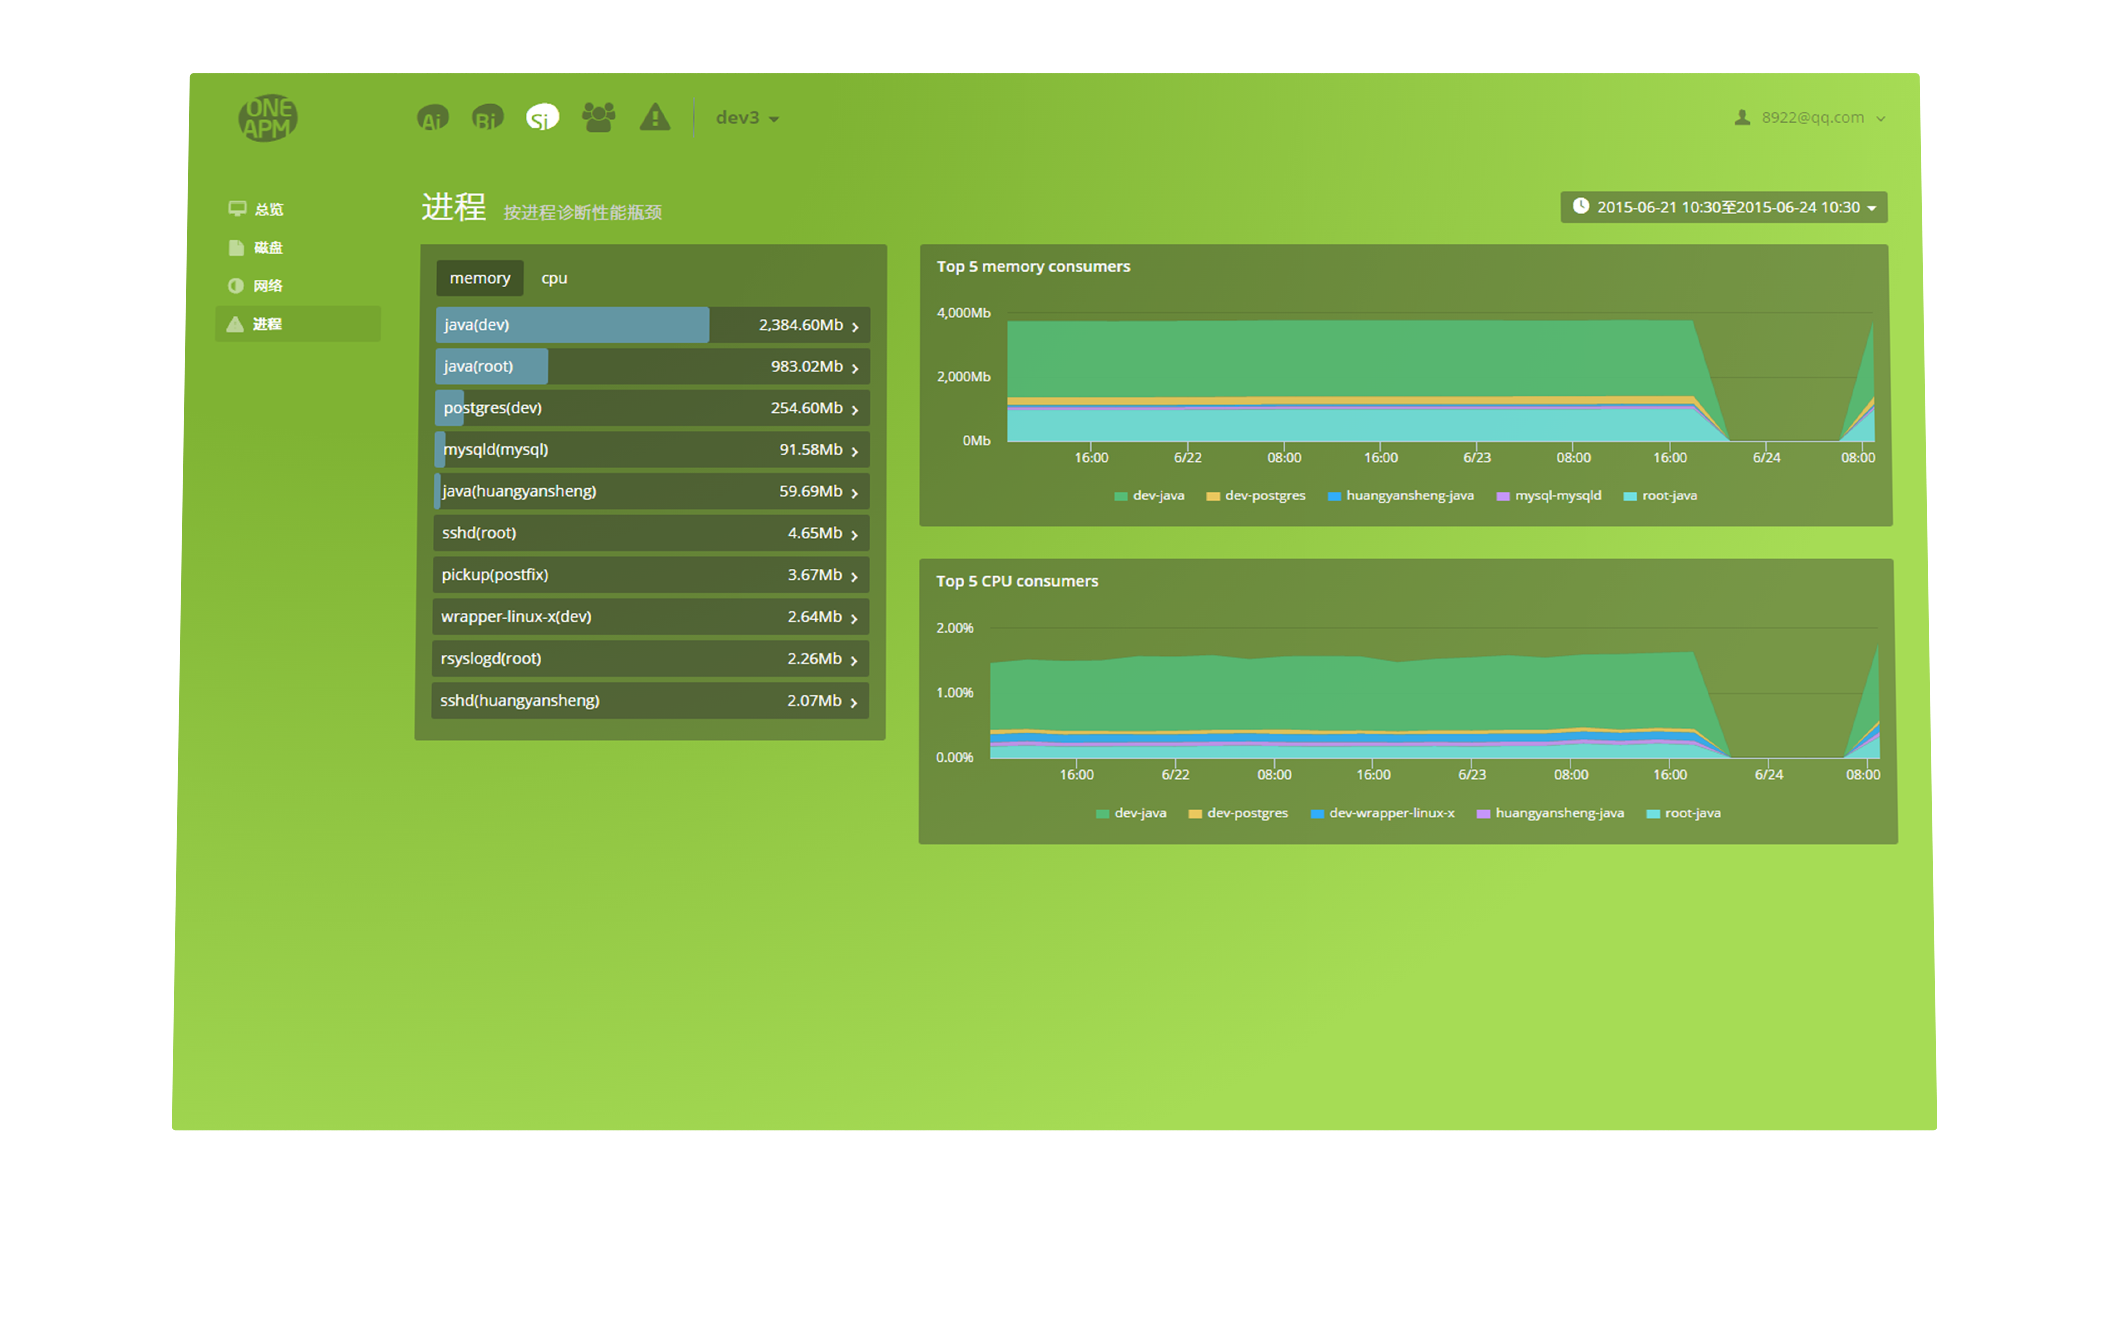 ONE
APM
Ai
Bi
Si
dev3
8922@qq.com
总览
磁盘
网络
进程
进程 按进程诊断性能瓶颈
2015-06-21 10:30至2015-06-24 10:30
memory cpu
java(dev) 2,384.60Mb
java(root) 983.02Mb
postgres(dev) 254.60Mb
mysqld(mysql) 91.58Mb
java(huangyansheng) 59.69Mb
sshd(root) 4.65Mb
pickup(postfix) 3.67Mb
wrapper-linux-x(dev) 2.64Mb
rsyslogd(root) 2.26Mb
sshd(huangyansheng) 2.07Mb
Top 5 memory consumers
4,000Mb
2,000Mb
0Mb
16:00 6/22 08:00 16:00 6/23 08:00 16:00 6/24 08:00
dev-java dev-postgres huangyansheng-java mysql-mysqld root-java
Top 5 CPU consumers
2.00%
1.00%
0.00%
16:00 6/22 08:00 16:00 6/23 08:00 16:00 6/24 08:00
dev-java dev-postgres dev-wrapper-linux-x huangyansheng-java root-java